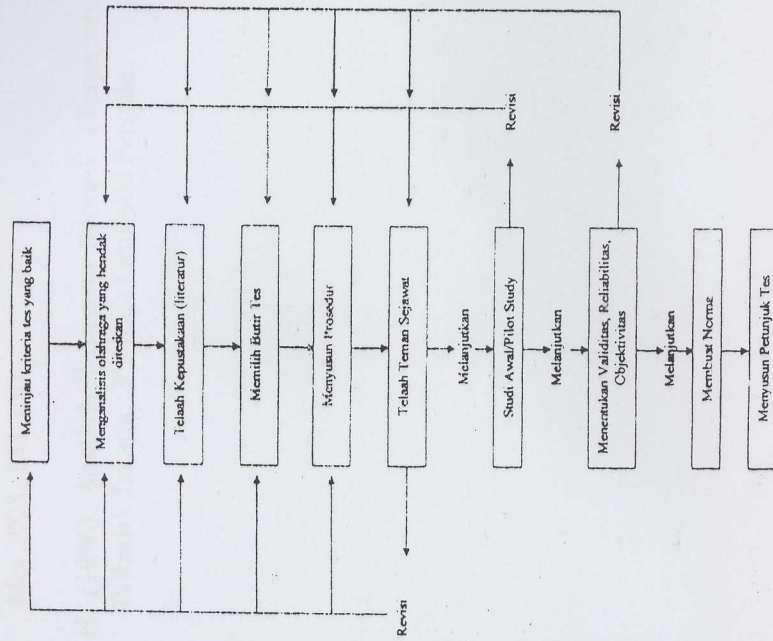 Meninjau kriteria tes yang baik
Menganalisis olahraga yang hendak
diteskan
Telaah Kepustakaan (literatur)
Memilih Butir Tes
Menyusun Prosedur
Telaah Teman Sejawat
Revisi
Melanjutkan
Studi Awal/Pilot Study
Revisi
Melanjutkan
Menentukan Validitas, Reliabilitas,
Objektivitas
Revisi
Melanjutkan
Membuat Norma
Menyusun Petunjuk Tes